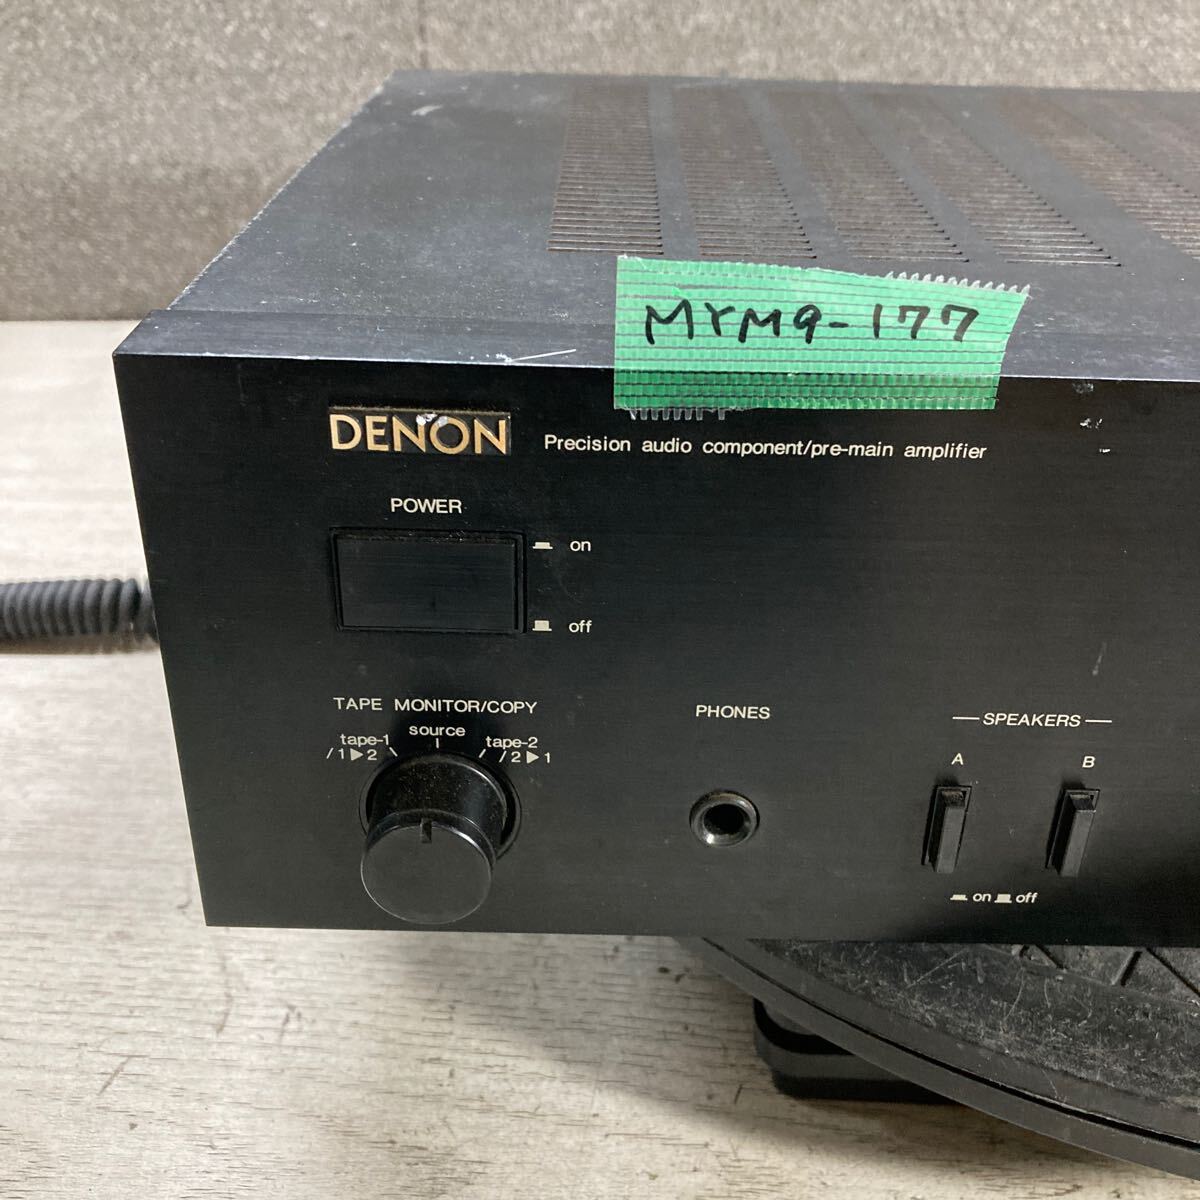 MYM9-177
DENON Precision audio component/pre-main amplifier
POWER
on
off
TAPE MONITOR/COPY
source
tape-1 tape-2
/1▶2 /2▶1
PHONES
SPEAKERS
A B
on off